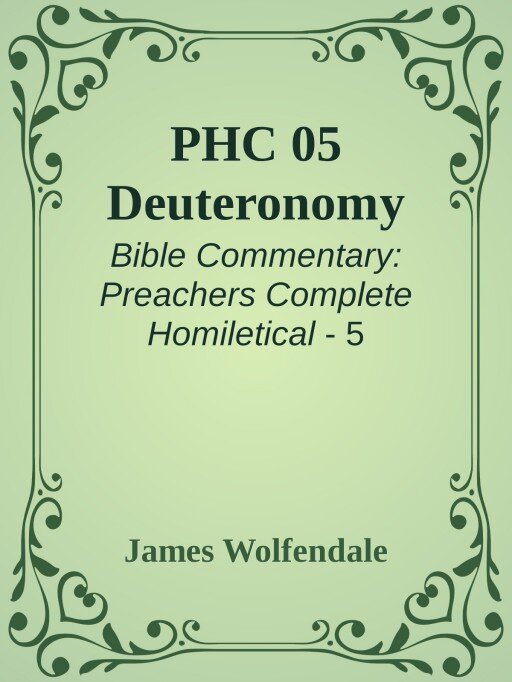 PHC 05
Deuteronomy
Bible Commentary:
Preachers Complete
Homiletical - 5
James Wolfendale